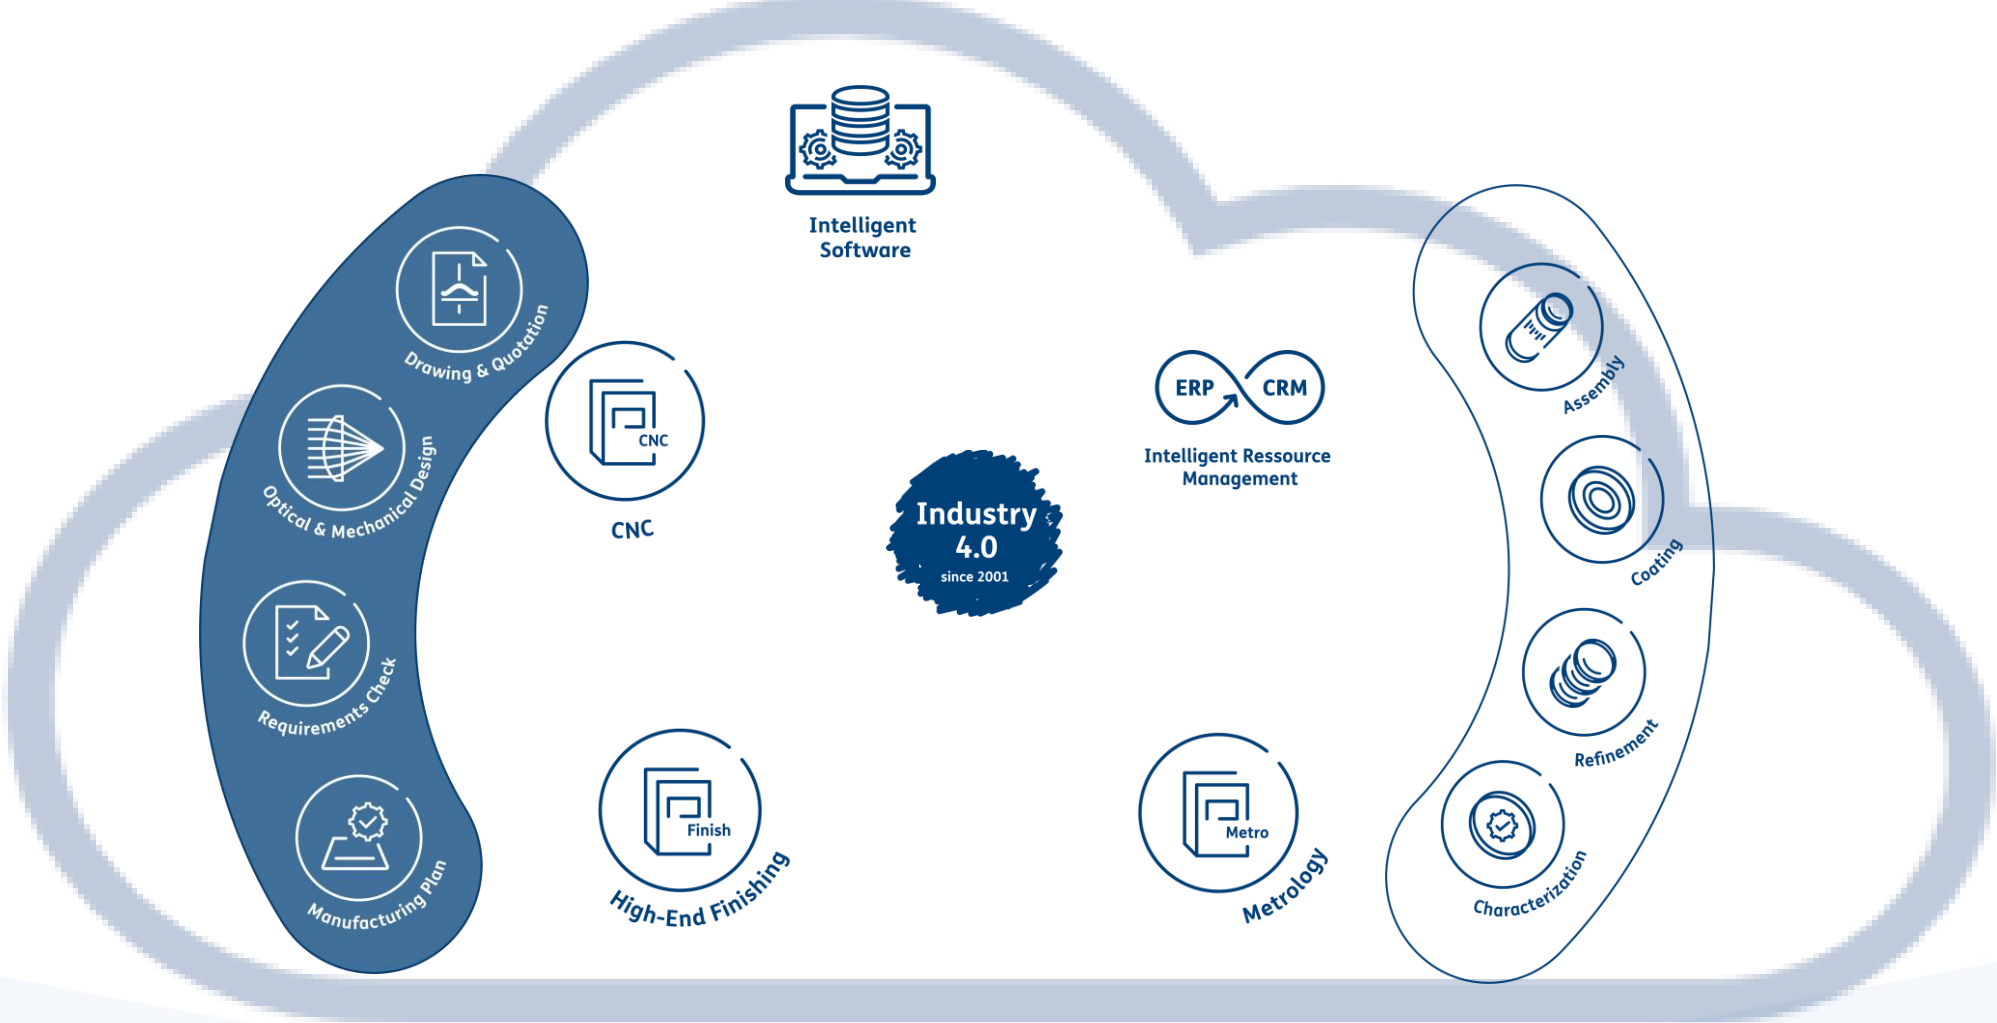 Intelligent
Software
Drawing & Quotation
Optical & Mechanical Design
Requirements Check
Manufacturing Plan
CNC
CNC
Finish
High-End Finishing
Industry
4.0
since 2001
ERP
CRM
Intelligent Ressource
Management
Metro
Metrology
Assembly
Coating
Refinement
Characterization